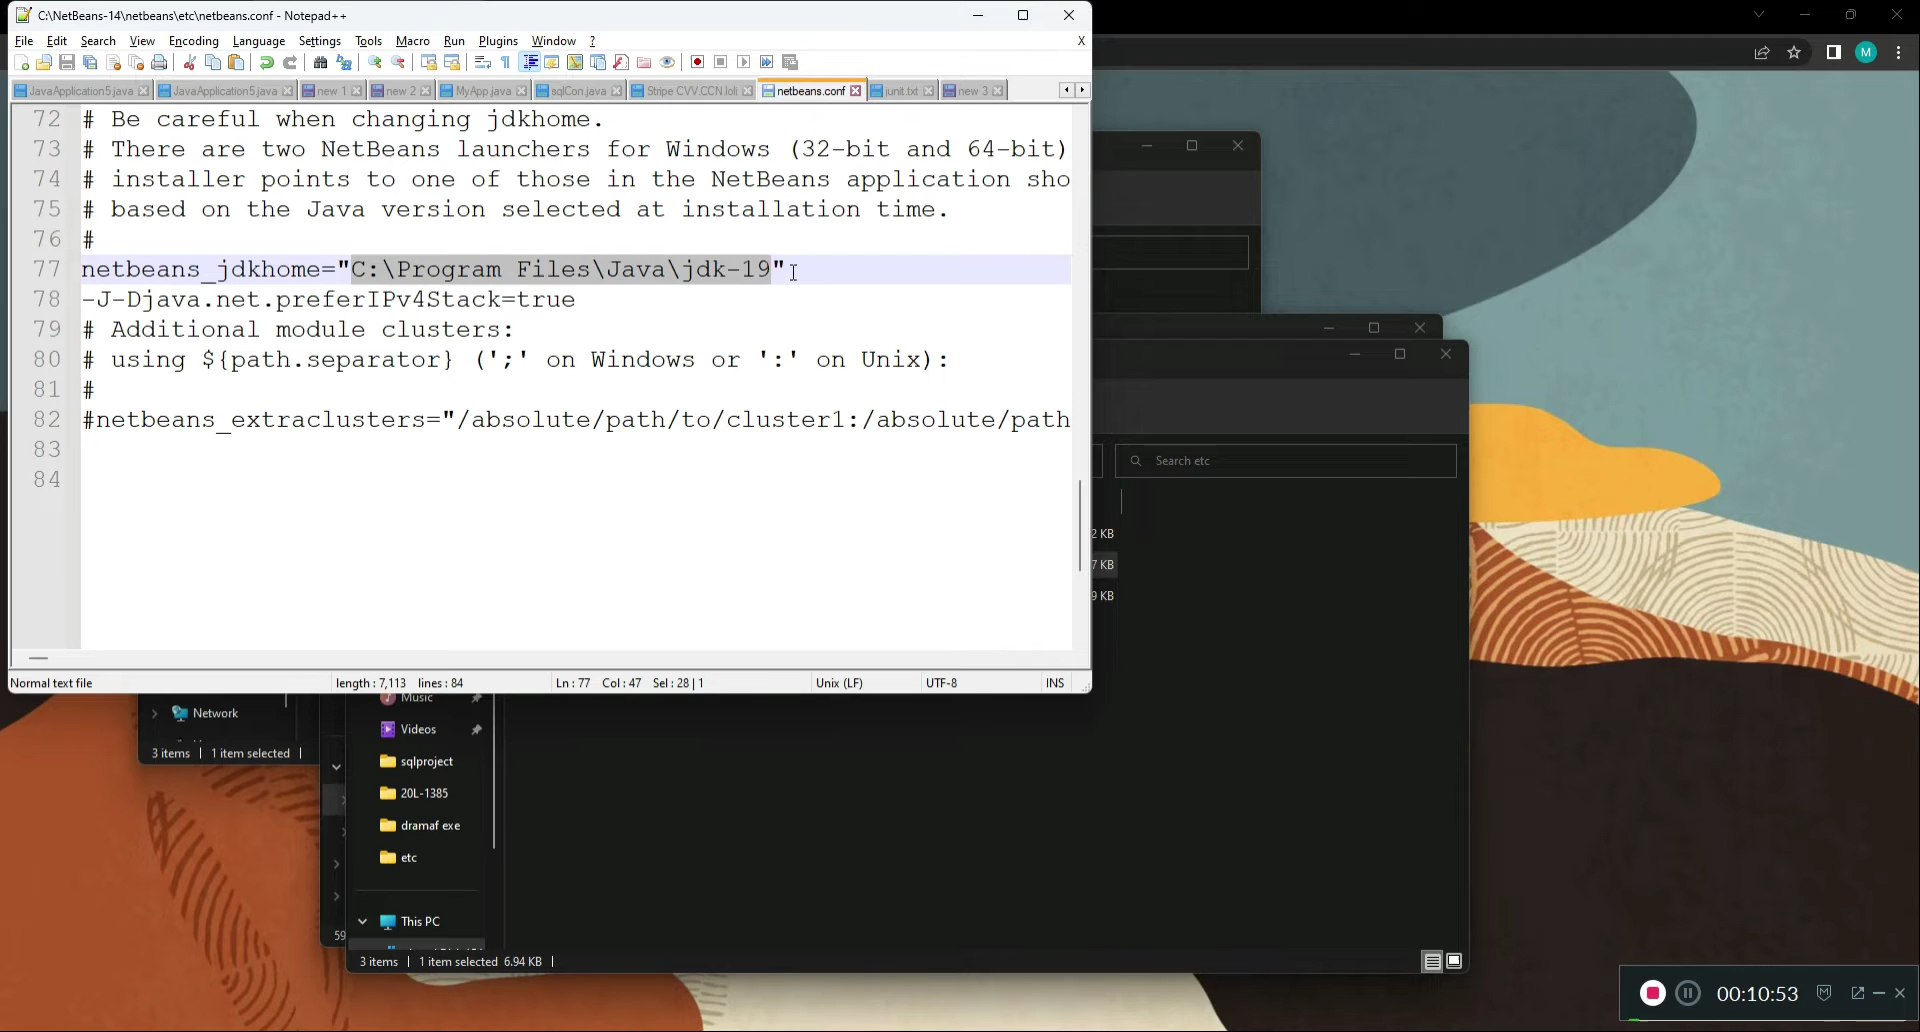 C:\NetBeans-14\netbeans\etc\netbeans.conf - Notepad++
File Edit Search View Encoding Language Settings Tools Macro Run Plugins Window ? X
JavaApplication5.java JavaApplication5.java new 1 new 2 MyApp.java sqlCon.java Stripe CVV.CCN.loli netbeans.conf junit.txt new 3
72 # Be careful when changing jdkhome.
73 # There are two NetBeans launchers for Windows (32-bit and 64-bit)
74 # installer points to one of those in the NetBeans application sho
75 # based on the Java version selected at installation time.
76 #
77 netbeans_jdkhome="C:\Program Files\Java\jdk-19"
78 -J-Djava.net.preferIPv4Stack=true
79 # Additional module clusters:
80 # using ${path.separator} (';' on Windows or ':' on Unix):
81 #
82 #netbeans_extraclusters="/absolute/path/to/cluster1:/absolute/path
83
84
Normal text file length : 7,113 lines : 84 Ln : 77 Col : 47 Sel : 28 | 1 Unix (LF) UTF-8 INS
M
Search etc
2 KB
7 KB
9 KB
Network
3 items 1 item selected
59
Music
Videos
sqlproject
20L-1385
dramaf exe
etc
This PC
3 items 1 item selected 6.94 KB
00:10:53